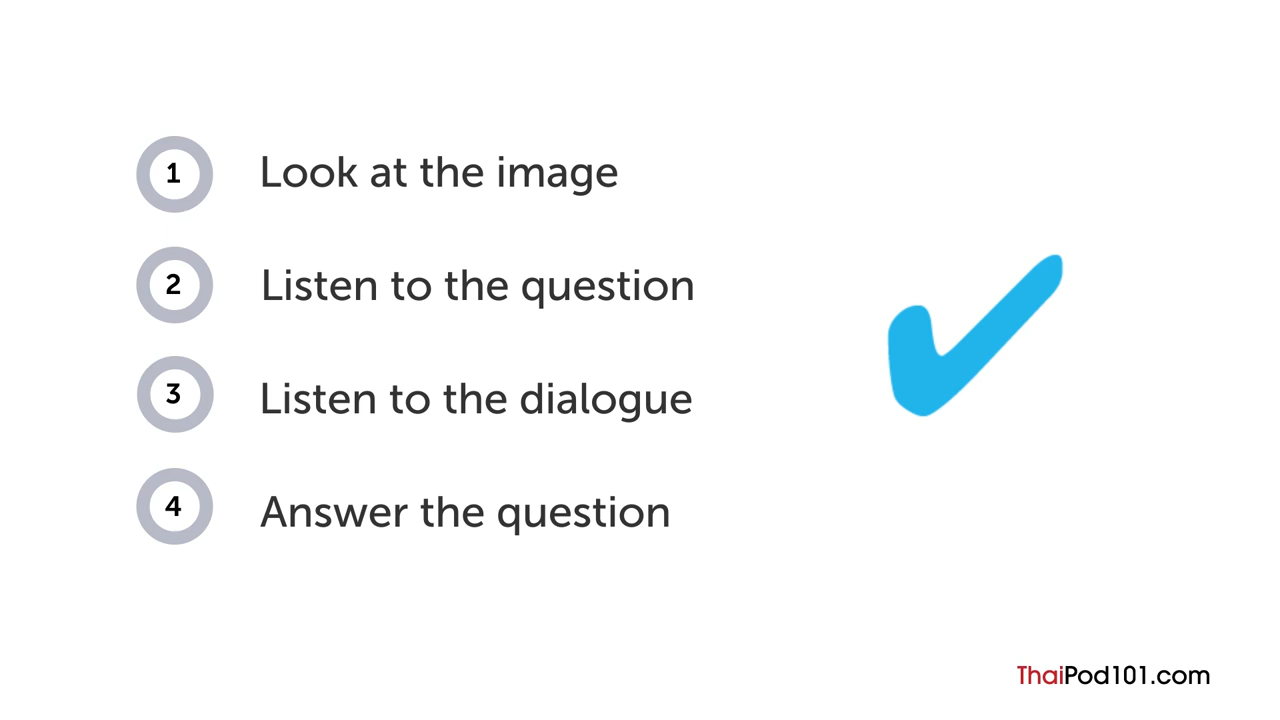 1 Look at the image
2 Listen to the question
3 Listen to the dialogue
4 Answer the question
ThaiPod101.com